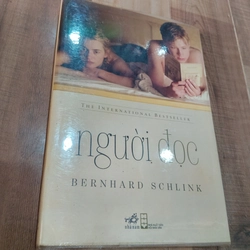 THE INTERNATIONAL BESTSELLER
người đọc
BERNHARD SCHLINK